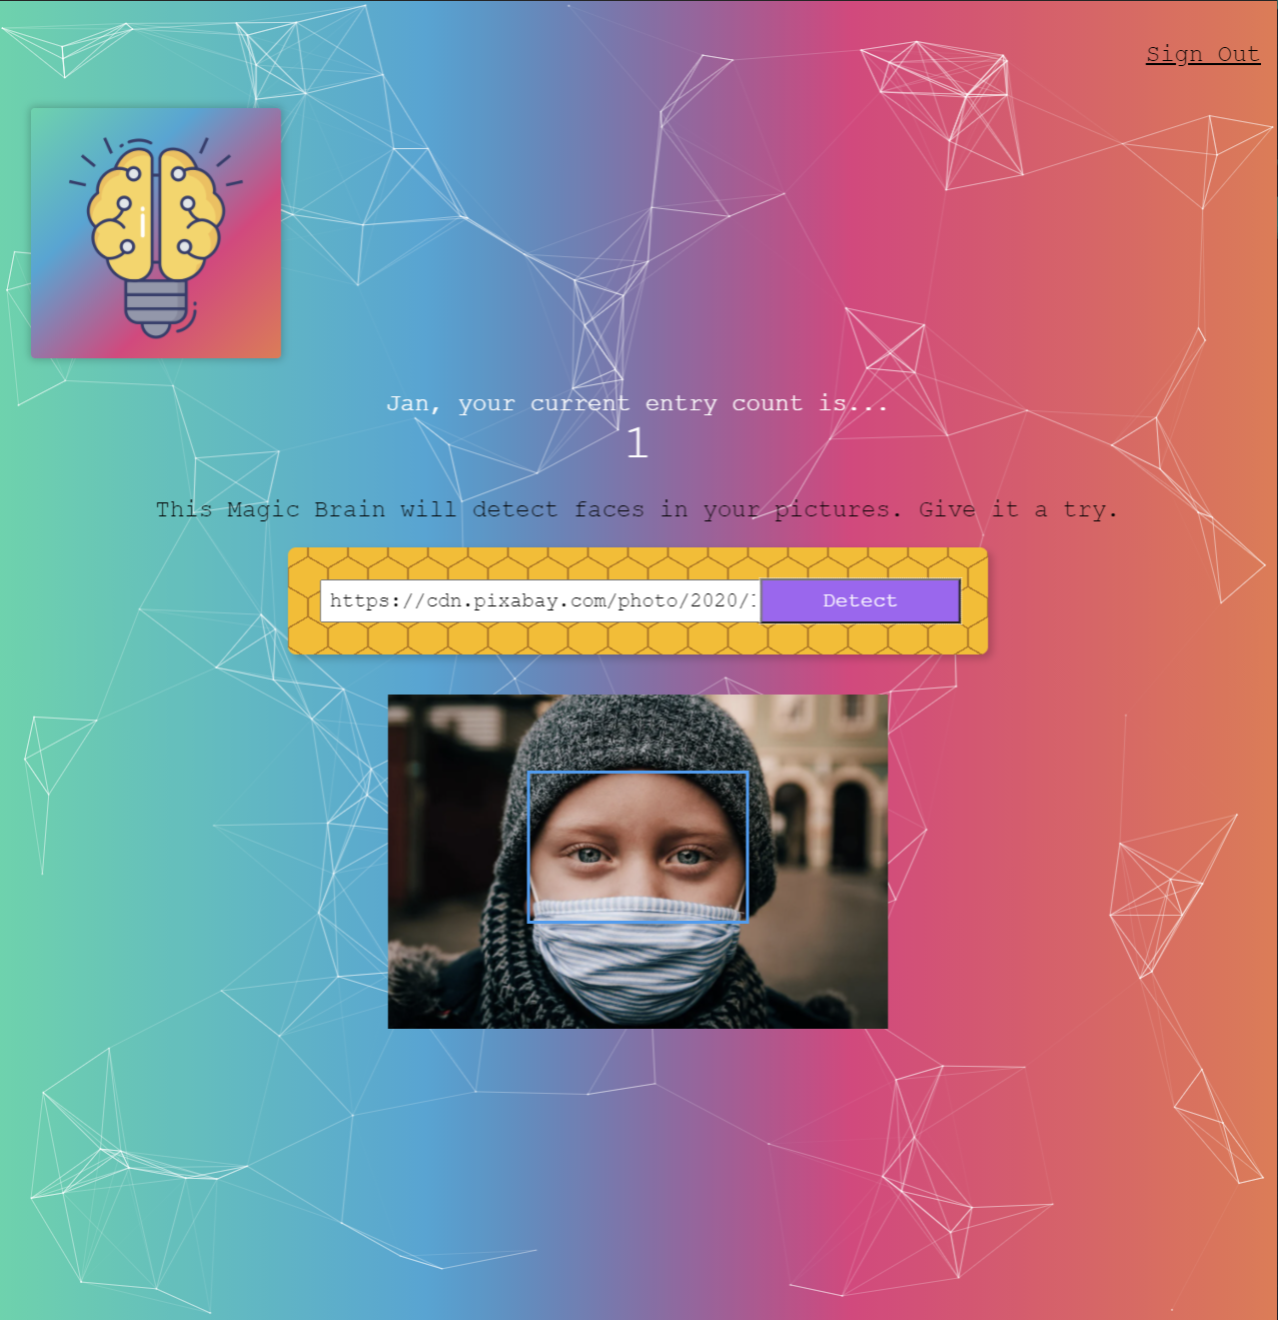 Sign Out
Jan, your current entry count is...
1
This Magic Brain will detect faces in your pictures. Give it a try.
https://cdn.pixabay.com/photo/2020/
Detect